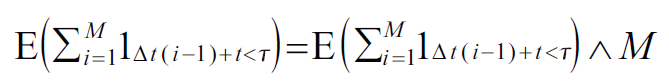 E(∑_{i=1}^{M} 1_{Δt(i−1)+t<τ}) = E(∑_{i=1}^{M} 1_{Δt(i−1)+t<τ}) ∧ M